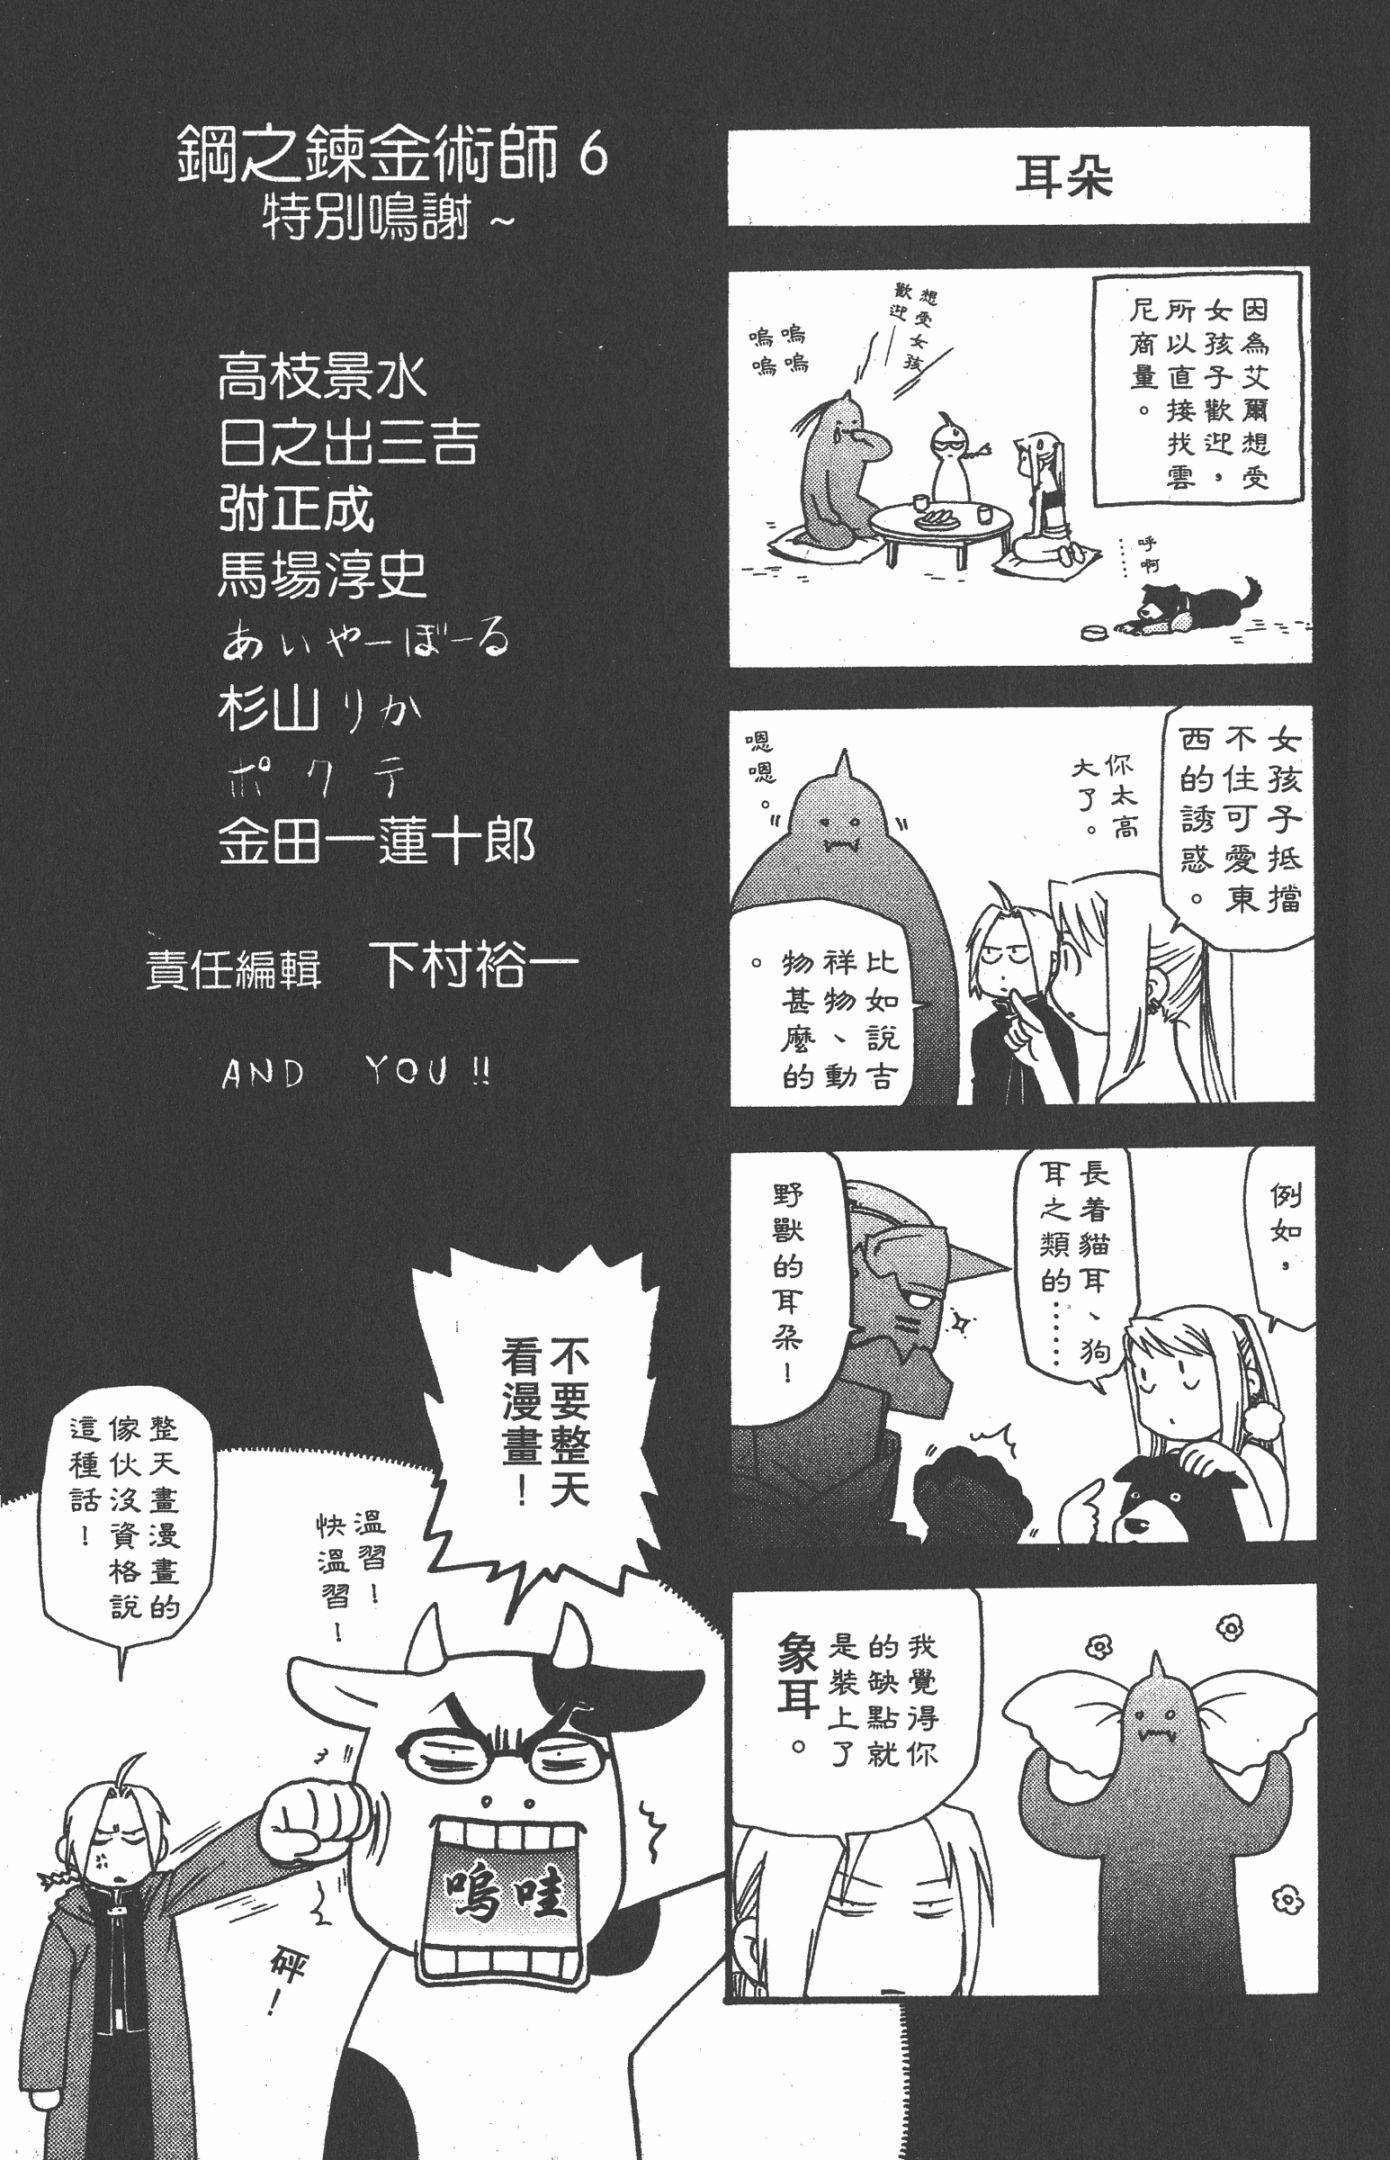 耳朵
因為艾爾想受
女孩子歡迎，
所以直接找雲
尼商量。
想受女孩
歡迎
嗚嗚
嗚嗚
呼啊
……
女孩子抵擋
不住可愛東
西的誘惑。
你太高
大了。
嗯
嗯。
比如說吉
祥物、動
物甚麼的
。
例如，
長着貓耳、狗
耳之類的……
野獸的耳朵！
我覺得你
的缺點就
是裝上了
象耳。
鋼之鍊金術師 6
特別鳴謝 ~
高枝景水
日之出三吉
弣正成
馬場淳史
あいやーぼーる
杉山りか
ポクテ
金田一蓮十郎
責任編輯 下村裕一
AND YOU!!
不要整天
看漫畫！
溫習！
快溫習！
整天畫漫畫的
傢伙沒資格說
這種話！
嗚哇
砰！